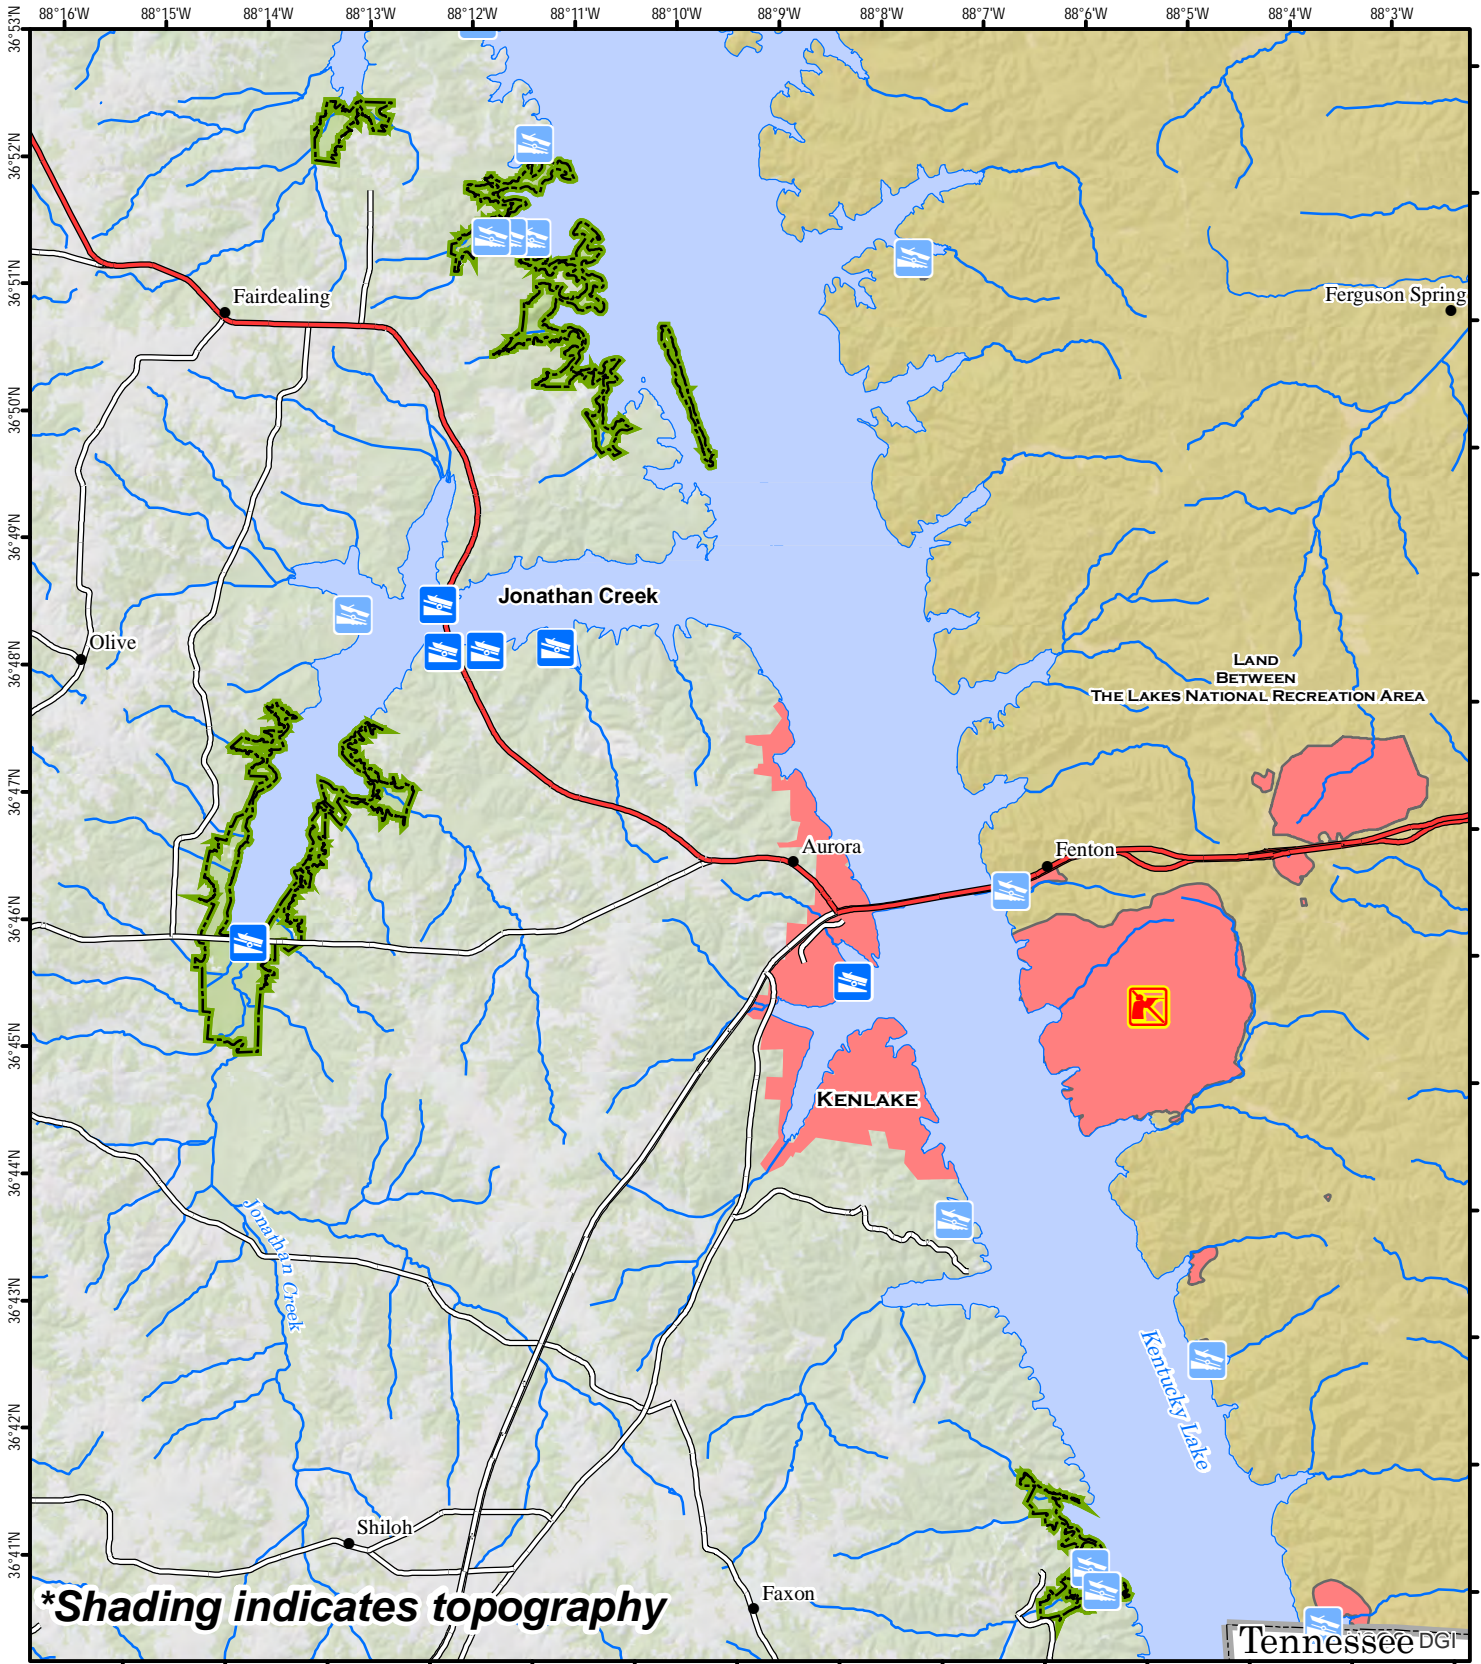 88°16'W 88°15'W 88°14'W 88°13'W 88°12'W 88°11'W 88°10'W 88°9'W 88°8'W 88°7'W 88°6'W 88°5'W 88°4'W 88°3'W
36°53'N
36°52'N
36°51'N
36°50'N
36°49'N
36°48'N
36°47'N
36°46'N
36°45'N
36°44'N
36°43'N
36°42'N
36°41'N
Fairdealing
Ferguson Spring
Jonathan Creek
Olive
LAND
BETWEEN
THE LAKES NATIONAL RECREATION AREA
Aurora
Fenton
KENLAKE
Jonathan Creek
Kentucky Lake
Shiloh
Faxon
*Shading indicates topography
Tennessee
DGI